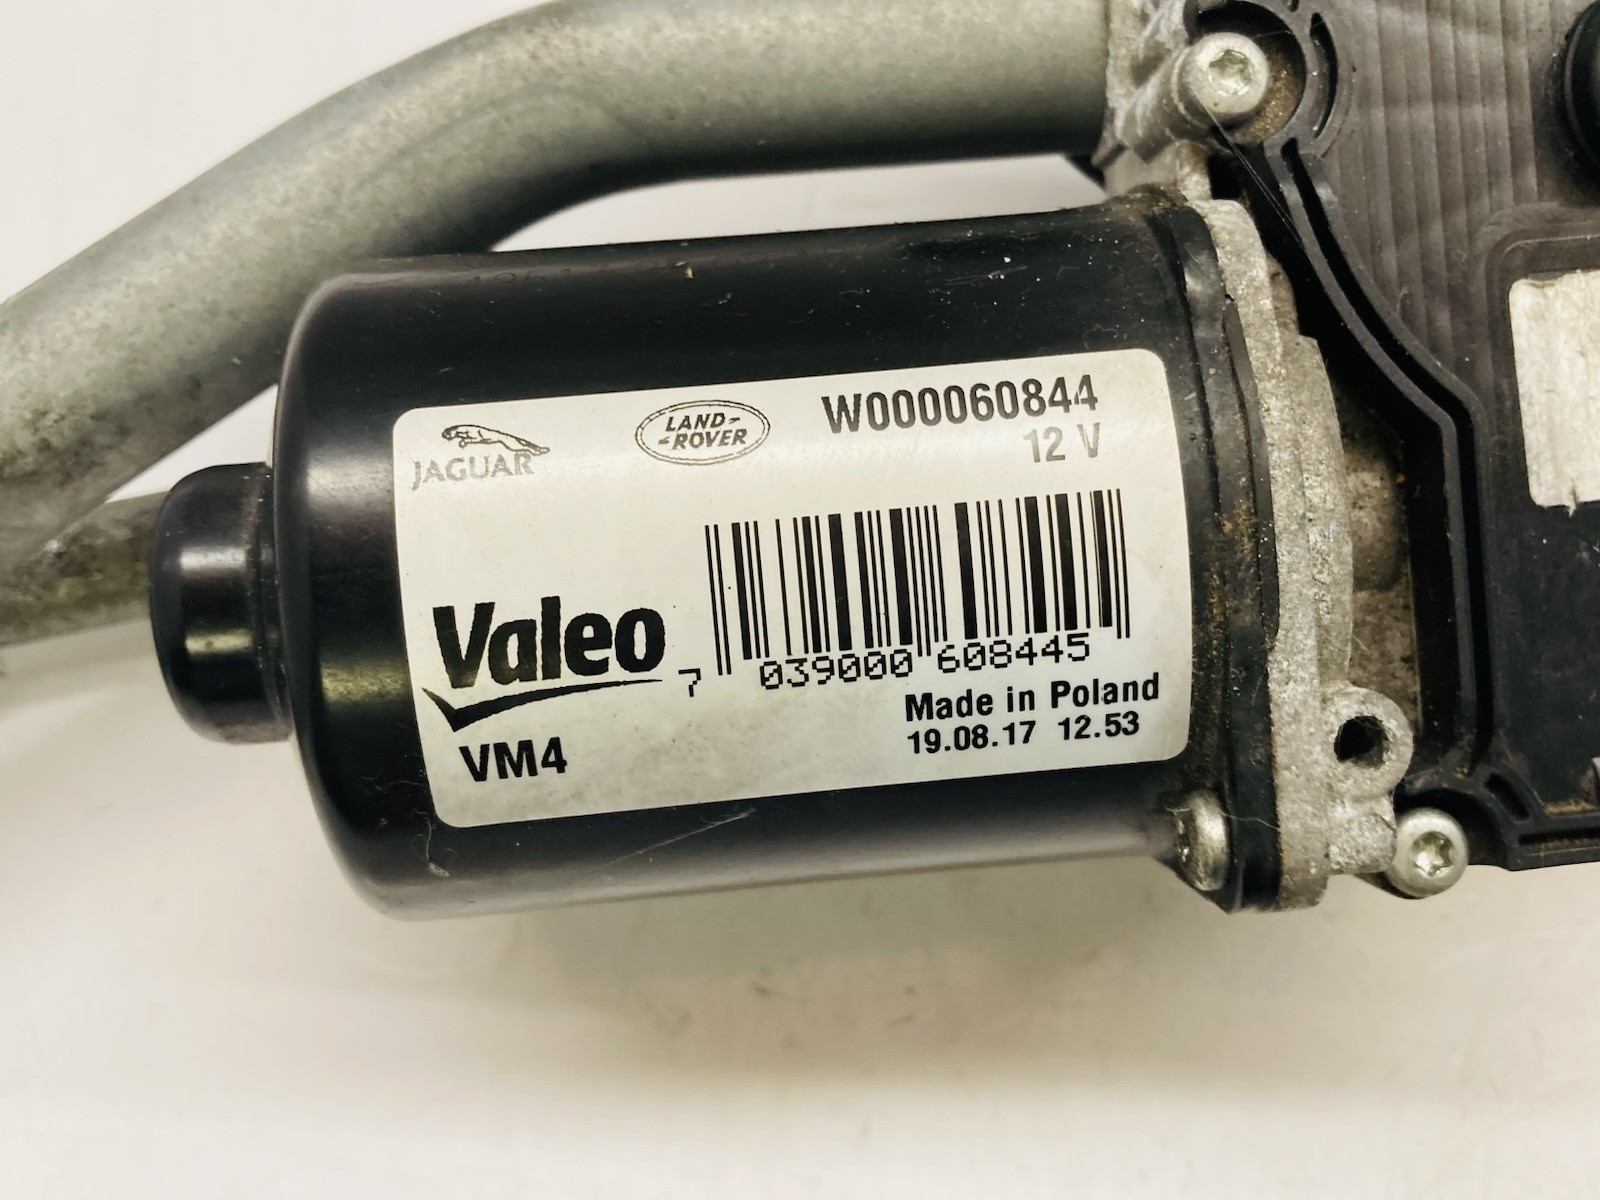 JAGUAR
LAND-
-ROVER
W000060844
12 V
Valeo
7 039000 608445
Made in Poland
19.08.17 12.53
VM4